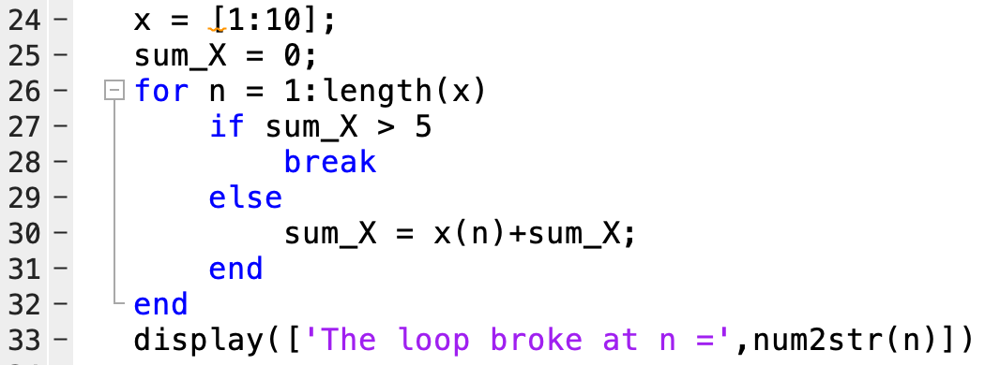 24 - x = [1:10];
25 - sum_X = 0;
26 - for n = 1:length(x)
27 - if sum_X > 5
28 - break
29 - else
30 - sum_X = x(n)+sum_X;
31 - end
32 - end
33 - display(['The loop broke at n =',num2str(n)])